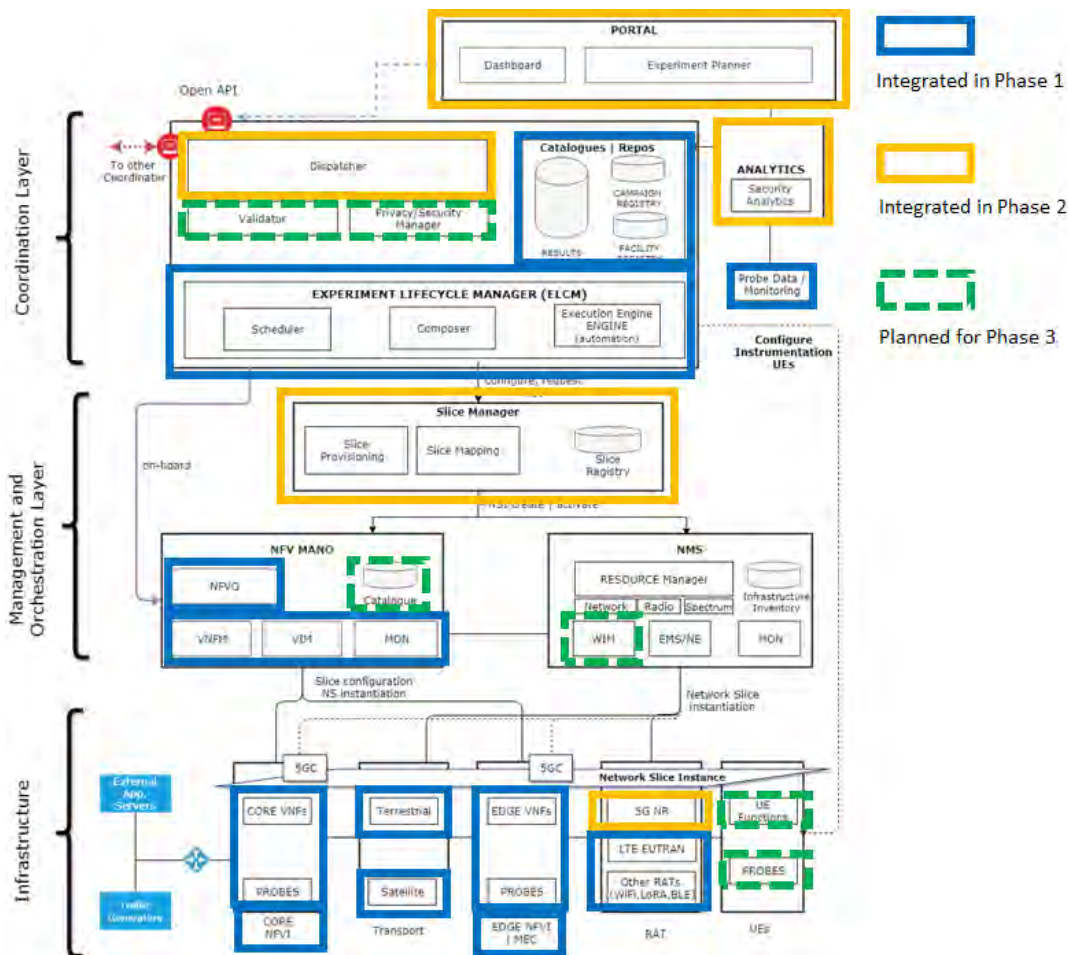 PORTAL
Dashboard
Experiment Planner
Integrated in Phase 1
Integrated in Phase 2
Planned for Phase 3
Open API
To other
Coordinator
Coordination Layer
Dispatcher
Validator
Privacy/Security
Manager
Catalogues | Repos
CAMPAIGN
REGISTRY
RESULTS
FACILITY
ANALYTICS
Security
Analytics
Probe Data /
Monitoring
EXPERIMENT LIFECYCLE MANAGER (ELCM)
Scheduler
Composer
Execution Engine
ENGINE
(automation)
Configure
Instrumentation
UEs
Configure, request
Management and
Orchestration Layer
Slice Manager
Slice
Provisioning
Slice Mapping
Slice
Registry
on-board
NSI create / activate
NFV MANO
NFVO
Catalogue
VNFM
VIM
MON
NMS
RESOURCE Manager
Network
Radio
Spectrum
Infrastructure
Inventory
WIM
EMS/NE
MON
Slice configuration
NS instantiation
Network Slice
instantiation
Infrastructure
5GC
5GC
Network Slice Instance
External
App.
Servers
CORE VNFs
Terrestrial
EDGE VNFs
5G NR
UE
Functions
LTE EUTRAN
PROBES
Satellite
PROBES
Other RATs
(WiFi,LoRA,BLE)
PROBES
Generators
CORE
NFVI
Transport
EDGE NFVI
| MEC
RAT
UEs